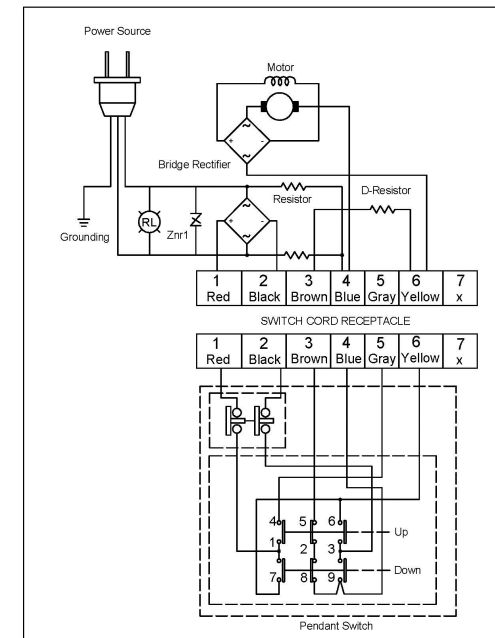 Power Source
Motor
Bridge Rectifier
D-Resistor
Resistor
RL
Znr1
Grounding
1 2 3 4 5 6 7
Red Black Brown Blue Gray Yellow x
SWITCH CORD RECEPTACLE
1 2 3 4 5 6 7
Red Black Brown Blue Gray Yellow x
4 5 6
Up
1 2 3
Down
7 8 9
Pendant Switch